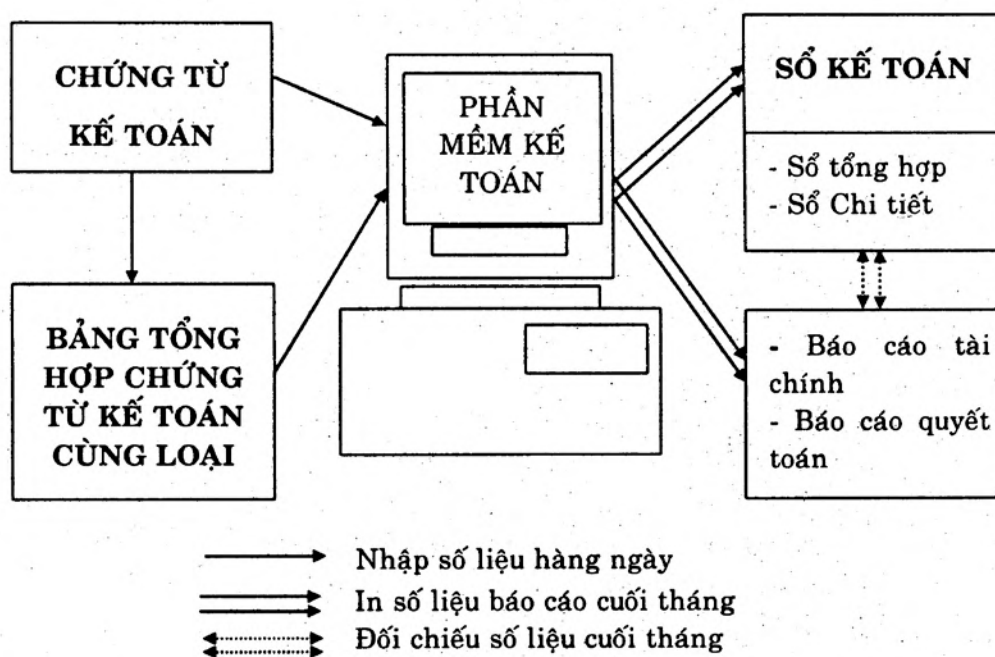 CHỨNG TỪ
KẾ TOÁN
BẢNG TỔNG
HỢP CHỨNG
TỪ KẾ TOÁN
CÙNG LOẠI
PHẦN
MỀM KẾ
TOÁN
SỔ KẾ TOÁN
- Sổ tổng hợp
- Sổ Chi tiết
- Báo cáo tài
chính
- Báo cáo quyết
toán
Nhập số liệu hàng ngày
In số liệu báo cáo cuối tháng
Đối chiếu số liệu cuối tháng